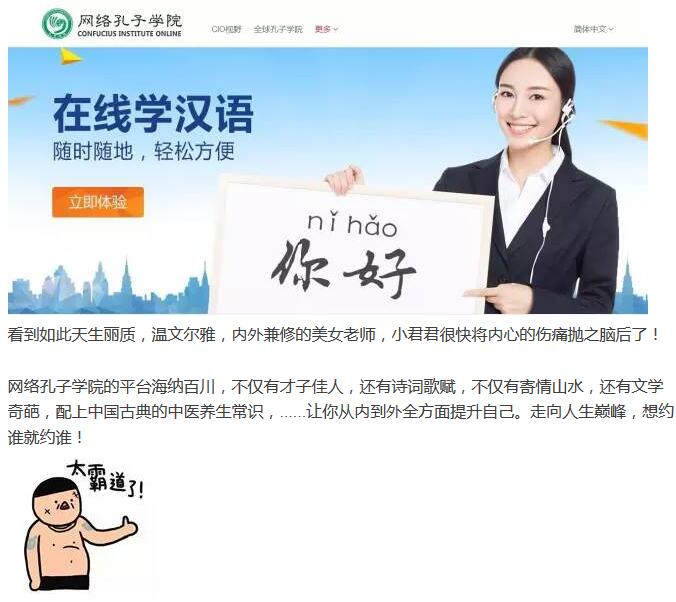 网络孔子学院
CONFUCIUS INSTITUTE ONLINE
CIO视野 全球孔子学院 更多 简体中文
在线学汉语
随时随地，轻松方便
立即体验
nǐ hǎo
你好
看到如此天生丽质，温文尔雅，内外兼修的美女老师，小君君很快将内心的伤痛抛之脑后了！
网络孔子学院的平台海纳百川，不仅有才子佳人，还有诗词歌赋，不仅有寄情山水，还有文学
奇葩，配上中国古典的中医养生常识，……让你从内到外全方面提升自己。走向人生巅峰，想约
谁就约谁！
太
霸道了!